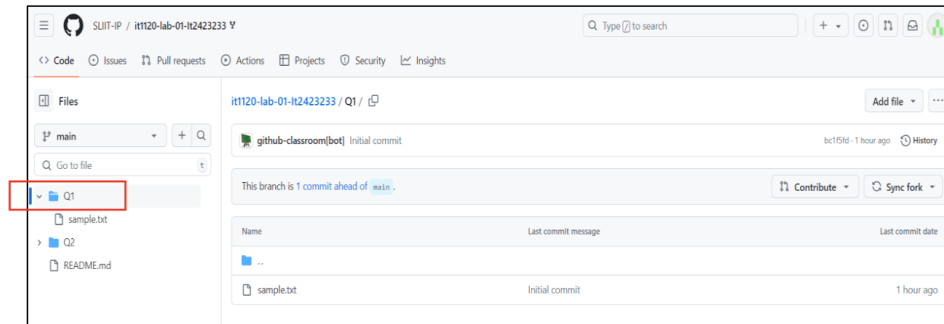 SLIIT-IP / it1120-lab-01-It2423233
Type / to search
Code Issues Pull requests Actions Projects Security Insights
Files
main
Go to file t
Q1
sample.txt
Q2
README.md
it1120-lab-01-It2423233 / Q1 /
Add file
github-classroom[bot] Initial commit
bc1f5fd · 1 hour ago History
This branch is 1 commit ahead of main .
Contribute Sync fork
Name Last commit message Last commit date
..
sample.txt Initial commit 1 hour ago